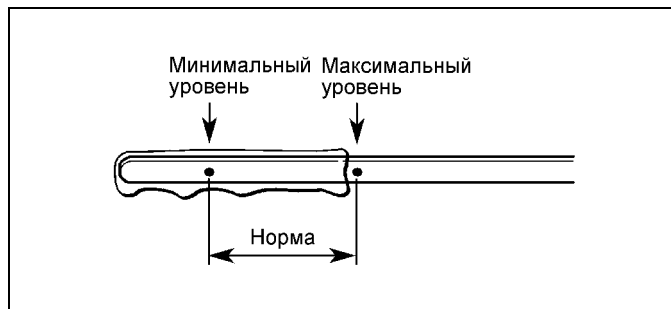 Минимальный
уровень
Максимальный
уровень
Норма